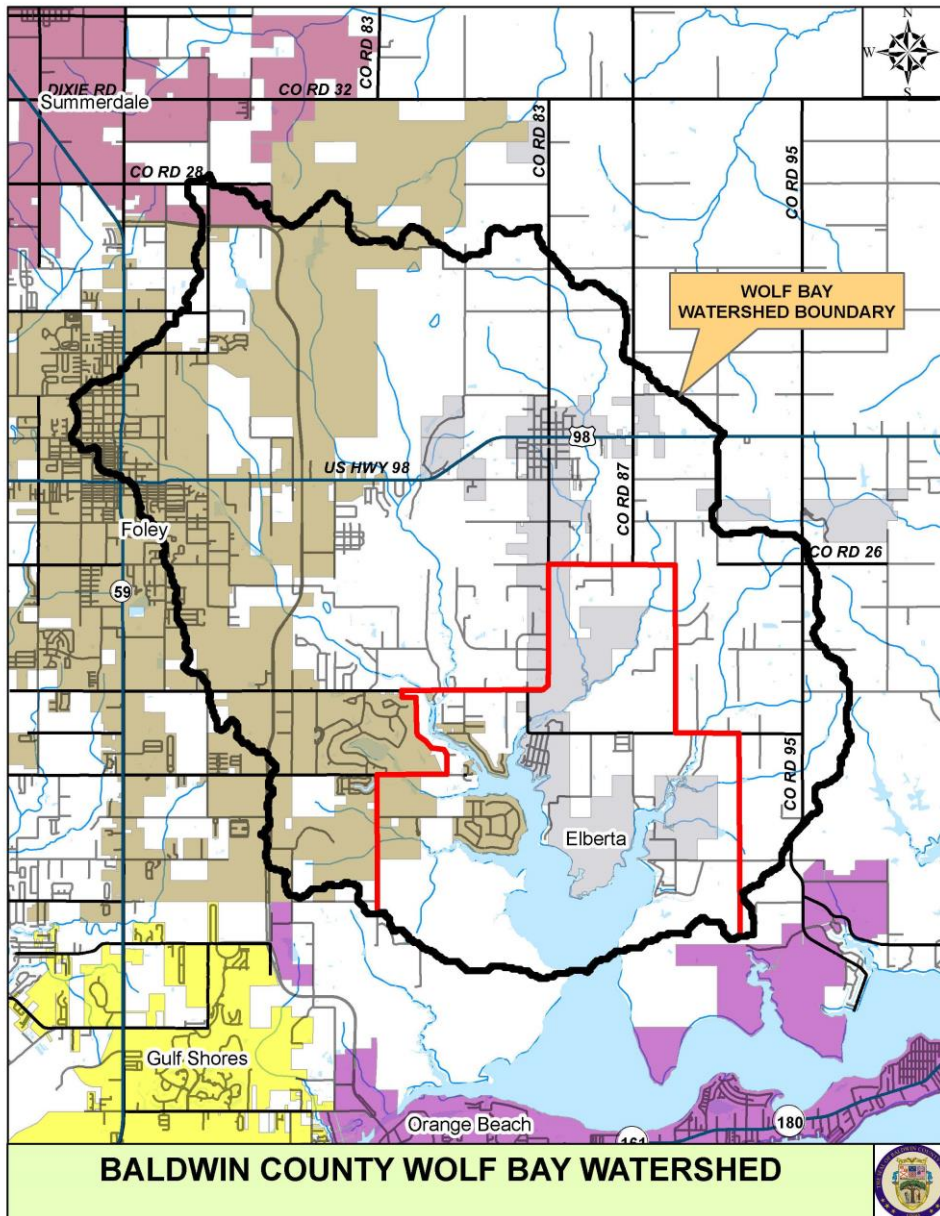 N
W
S
CO RD 83
DIXIE RD
CO RD 32
Summerdale
CO RD 83
CO RD 95
CO RD 28
WOLF BAY
WATERSHED BOUNDARY
98
US HWY 98
CO RD 87
Foley
CO RD 26
59
CO RD 95
Elberta
Gulf Shores
Orange Beach
161
180
BALDWIN COUNTY WOLF BAY WATERSHED